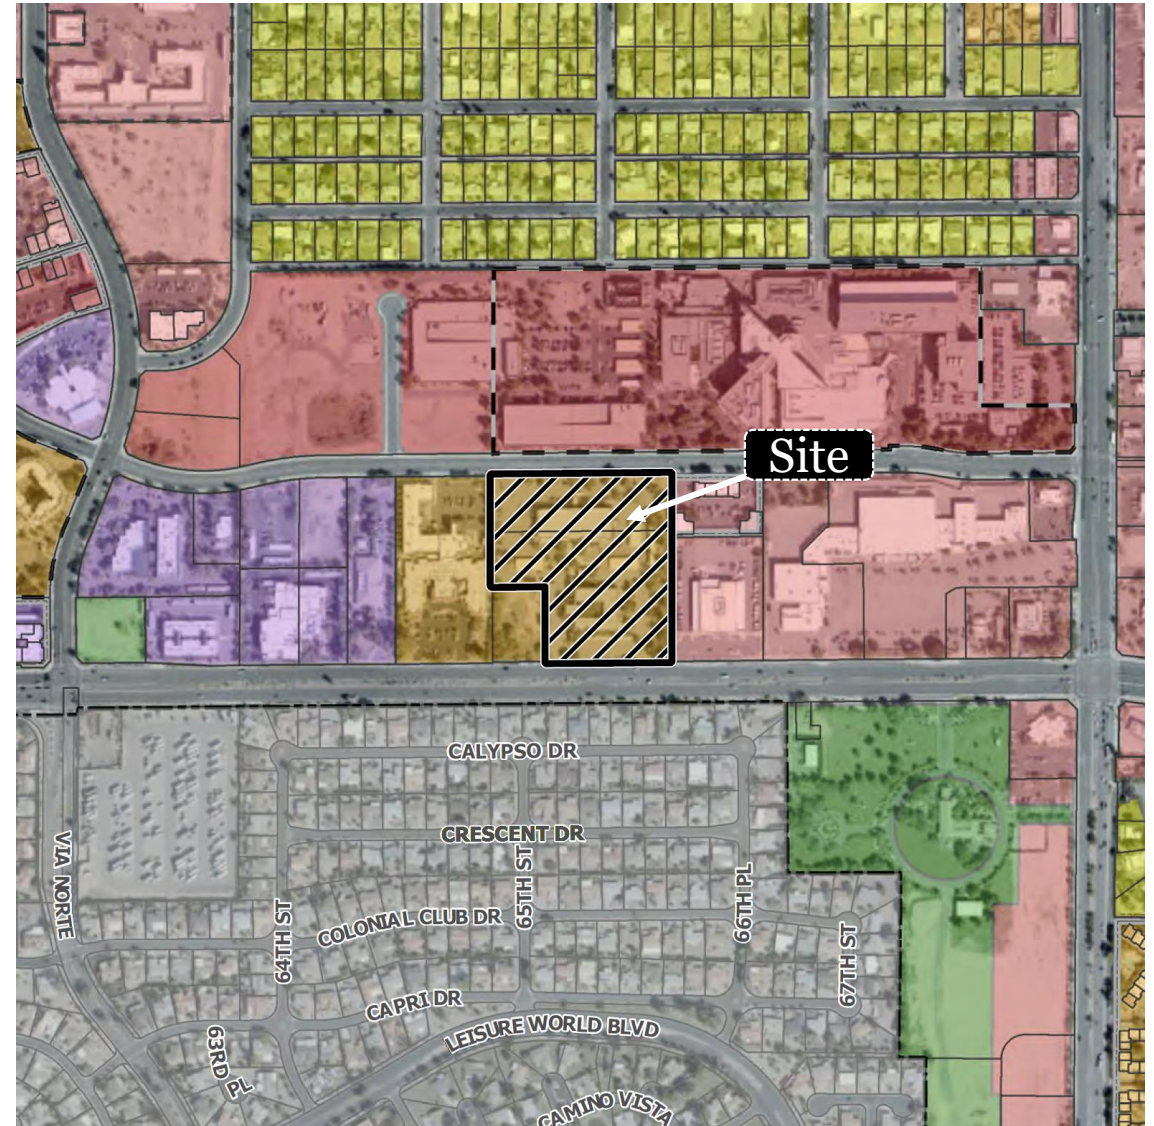 Site
CALYPSO DR
CRESCENT DR
VIA NORTE
65TH ST
66TH PL
64TH ST
COLONIAL CLUB DR
67TH ST
CAPRI DR
LEISURE WORLD BLVD
63RD PL
CAMINO VISTA